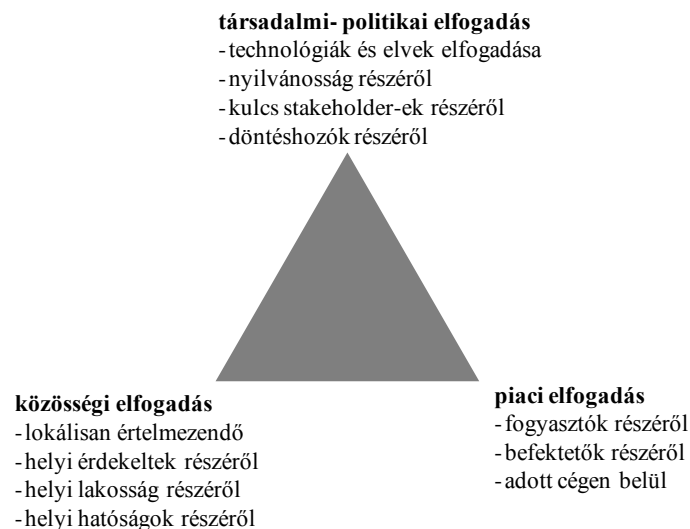 társadalmi- politikai elfogadás
-technológiák és elvek elfogadása
-nyilvánosság részéről
-kulcs stakeholder-ek részéről
-döntéshozók részéről
közösségi elfogadás
-lokálisan értelmezendő
-helyi érdekeltek részéről
-helyi lakosság részéről
-helyi hatóságok részéről
piaci elfogadás
-fogyasztók részéről
-befektetők részéről
-adott cégen belül